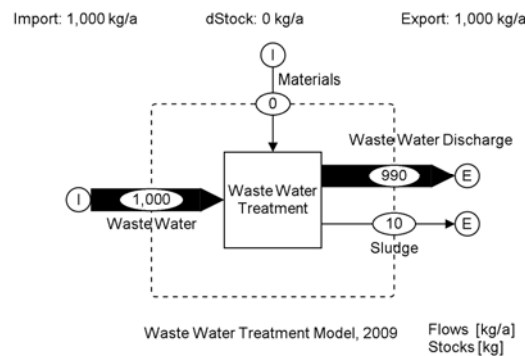 Import: 1,000 kg/a dStock: 0 kg/a Export: 1,000 kg/a
I
Materials
0
Waste Water Discharge
990 E
I 1,000
Waste Water
Waste Water
Treatment
10 E
Sludge
Waste Water Treatment Model, 2009
Flows [kg/a]
Stocks [kg]